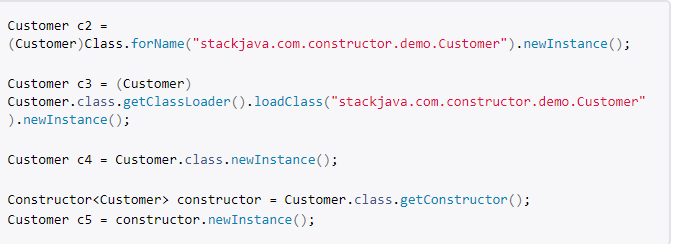 Customer c2 =
(Customer)Class.forName("stackjava.com.constructor.demo.Customer").newInstance();
Customer c3 = (Customer)
Customer.class.getClassLoader().loadClass("stackjava.com.constructor.demo.Customer"
).newInstance();
Customer c4 = Customer.class.newInstance();
Constructor<Customer> constructor = Customer.class.getConstructor();
Customer c5 = constructor.newInstance();